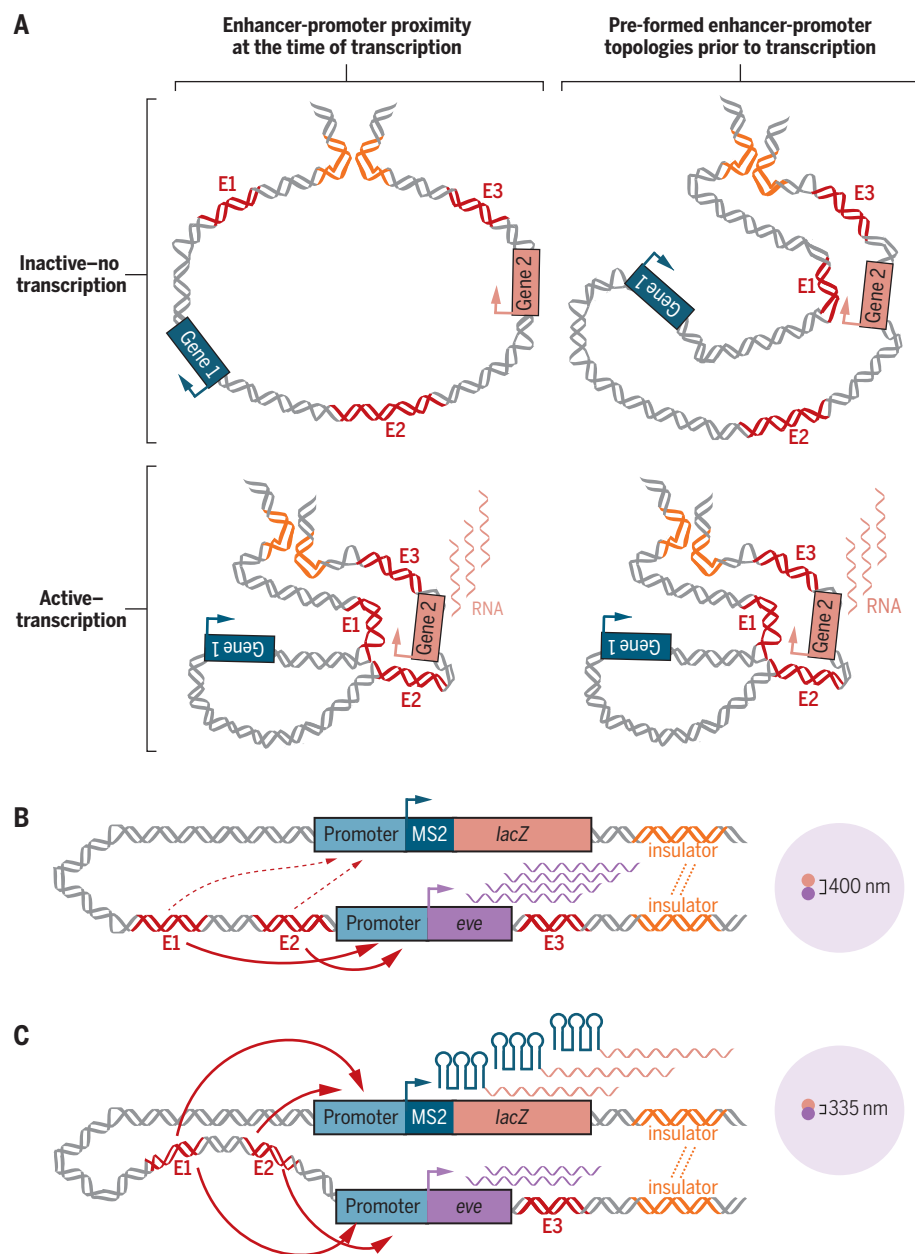 A
Enhancer-promoter proximity
at the time of transcription
Pre-formed enhancer-promoter
topologies prior to transcription
Inactive–no
transcription
E1
E3
Gene 2
Gene 1
E2
E3
E1
Gene 2
Gene 1
E2
Active–
transcription
E3
RNA
E1
Gene 2
Gene 1
E2
E3
RNA
E1
Gene 2
Gene 1
E2
B
Promoter
MS2
lacZ
insulator
400 nm
insulator
E1
E2
Promoter
eve
E3
C
Promoter
MS2
lacZ
insulator
335 nm
E1
E2
insulator
Promoter
eve
E3